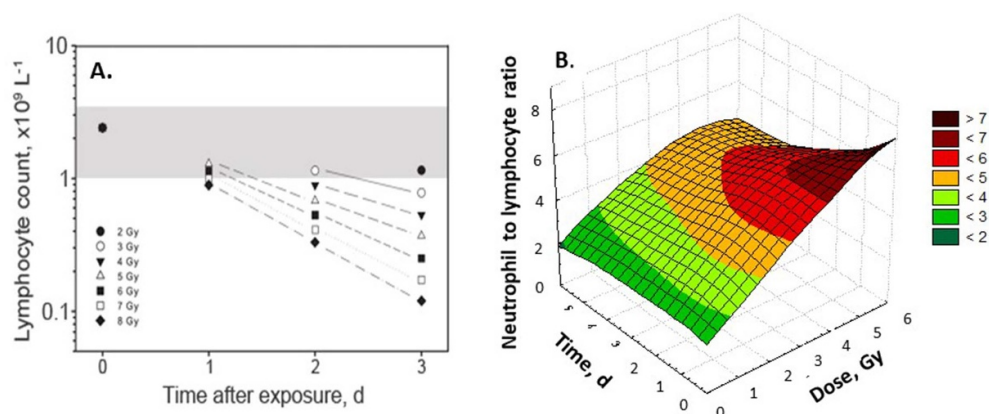 A.
Lymphocyte count, x10⁹ L⁻¹
10
1
0.1
2 Gy
3 Gy
4 Gy
5 Gy
6 Gy
7 Gy
8 Gy
0 1 2 3
Time after exposure, d
B.
Neutrophil to lymphocyte ratio
8
6
4
2
0
5 4 3 2 1 0
Time, d
0 1 2 3 4 5 6
Dose, Gy
> 7
< 7
< 6
< 5
< 4
< 3
< 2